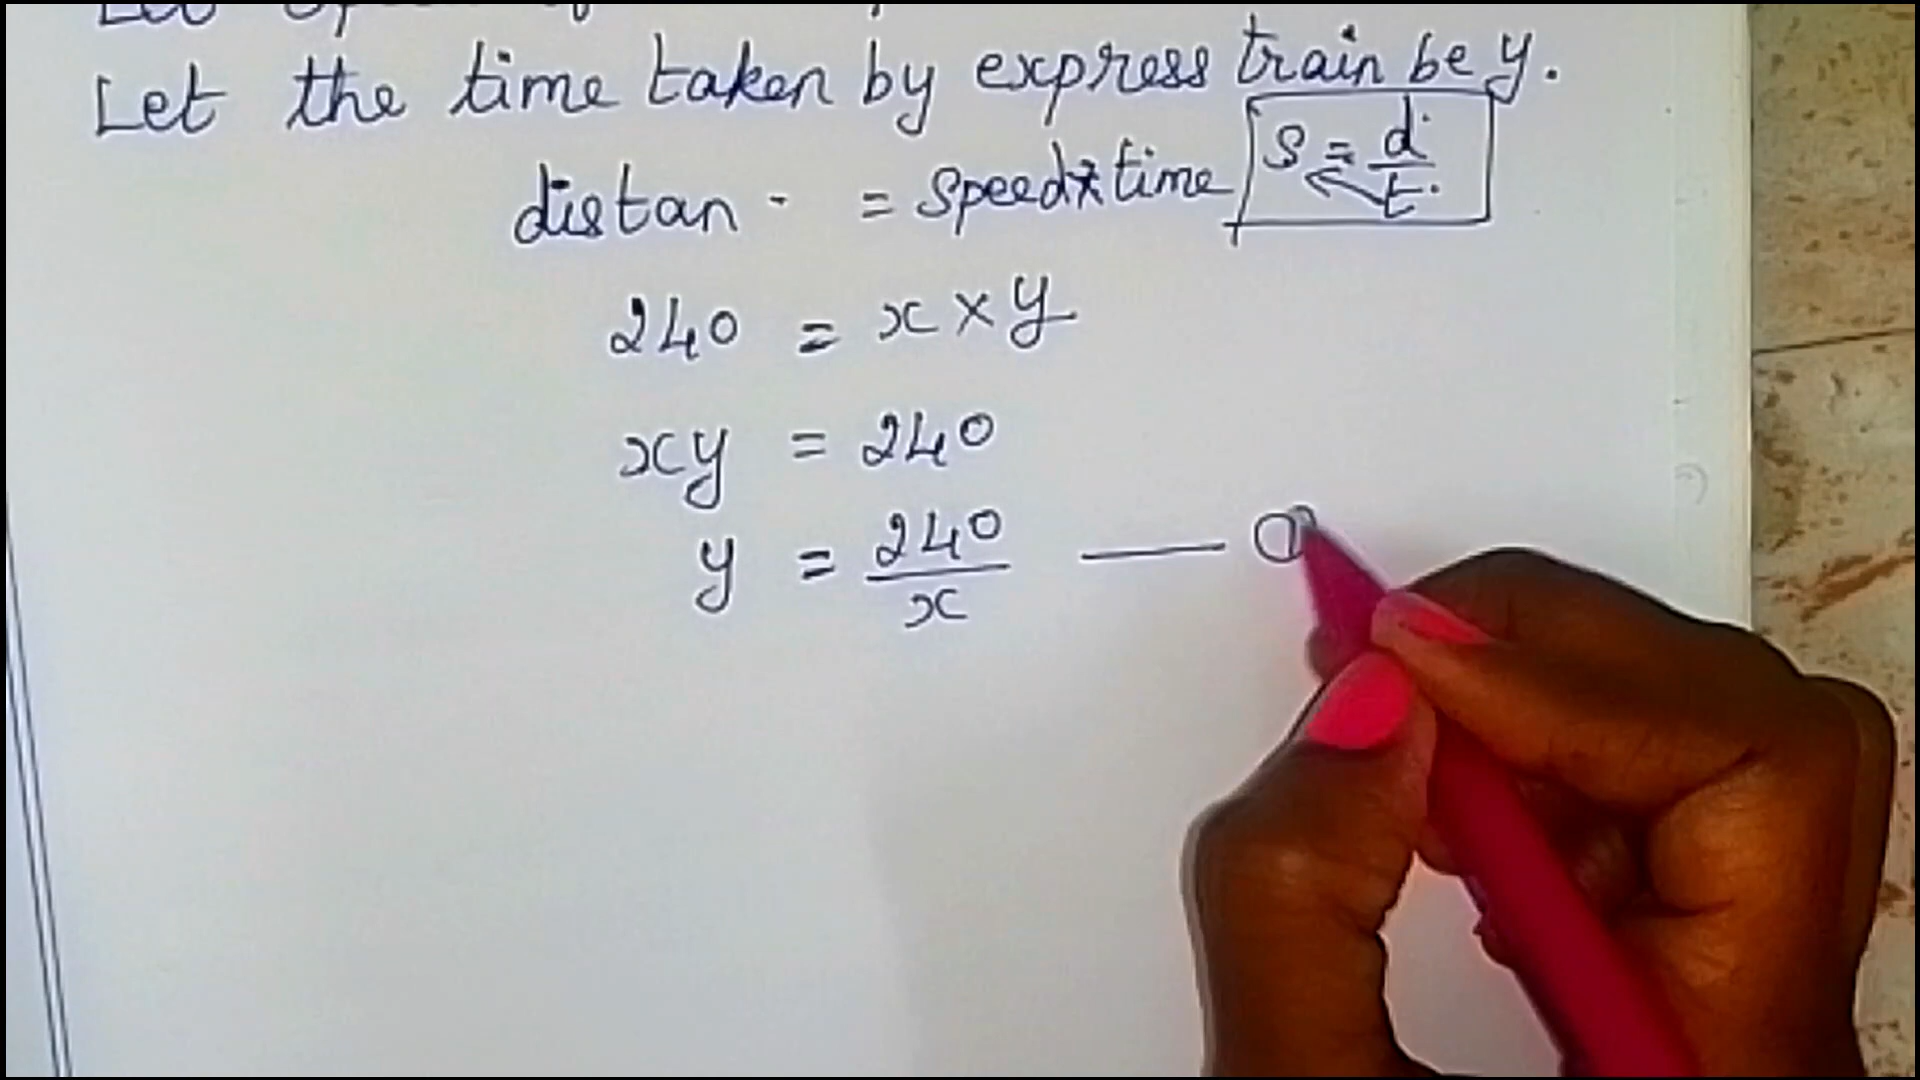 Let the time taken by express train be y.
distan = speed × time
s = d/t
240 = x × y
xy = 240
y = 240/x — ①